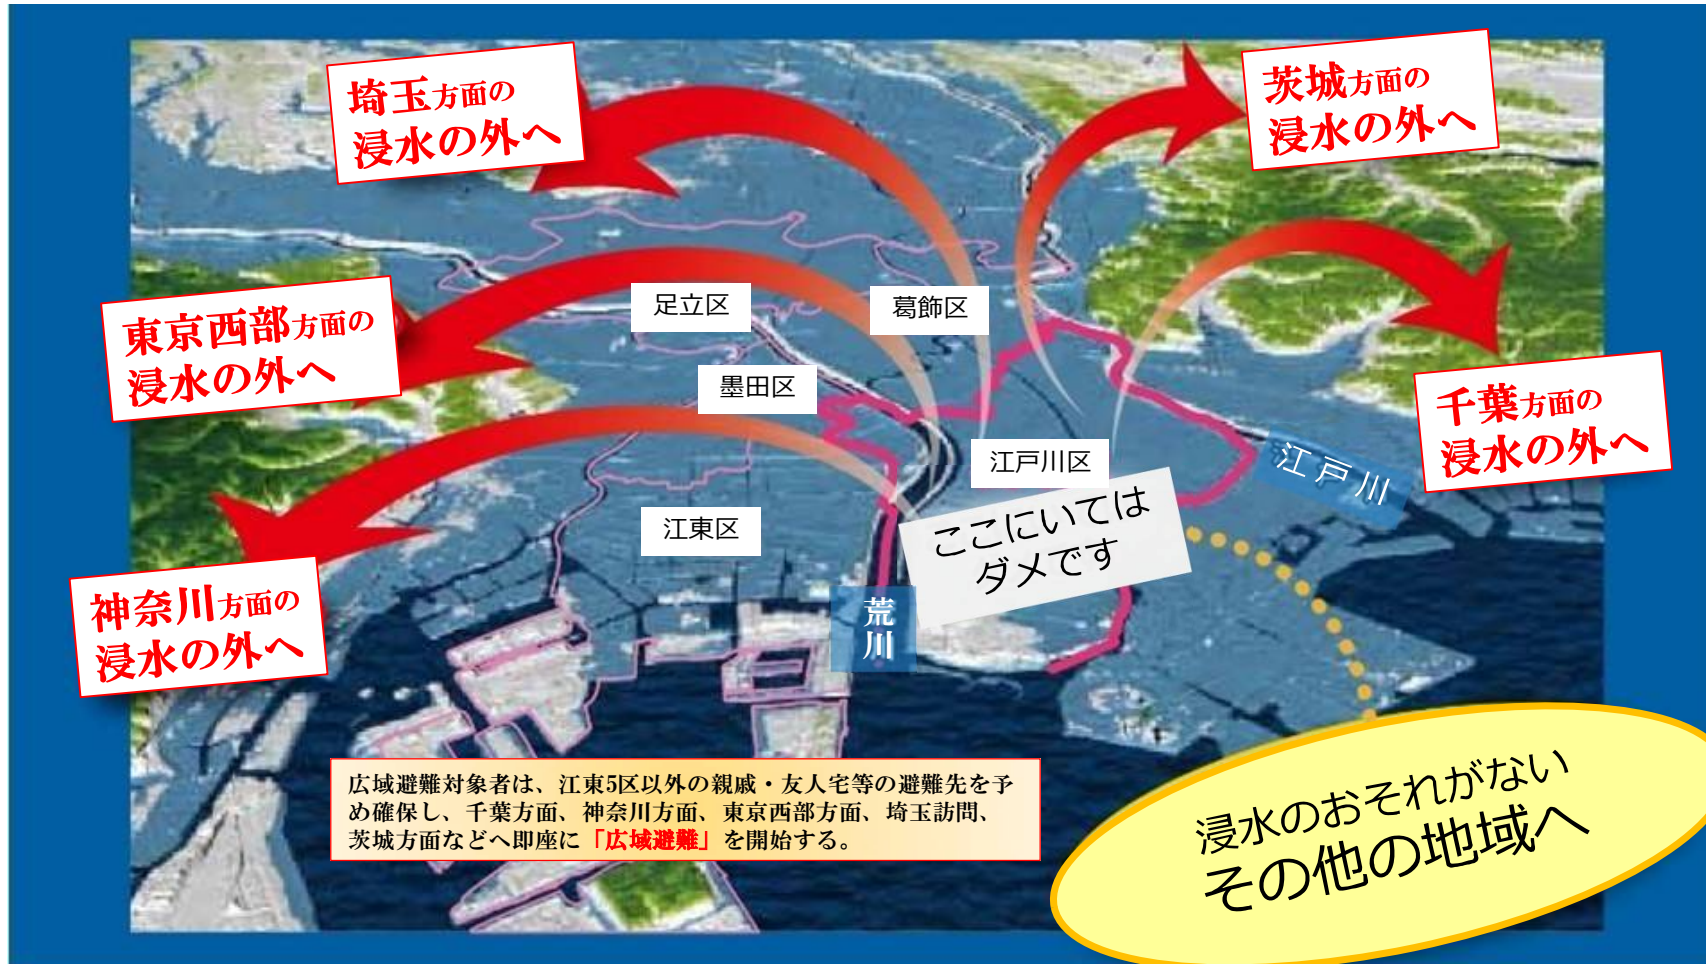 埼玉方面の
浸水の外へ
茨城方面の
浸水の外へ
東京西部方面の
浸水の外へ
足立区
葛飾区
墨田区
千葉方面の
浸水の外へ
江戸川区
江戸川
ここにいては
ダメです
江東区
神奈川方面の
浸水の外へ
荒川
広域避難対象者は、江東5区以外の親戚・友人宅等の避難先を予
め確保し、千葉方面、神奈川方面、東京西部方面、埼玉訪問、
茨城方面などへ即座に「広域避難」を開始する。
浸水のおそれがない
その他の地域へ